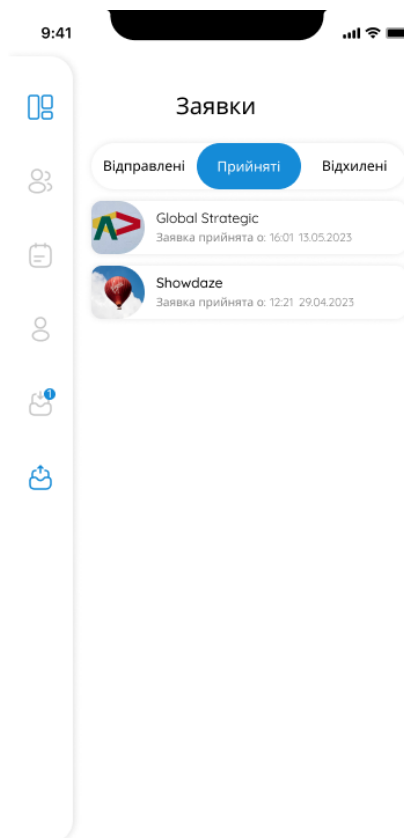 9:41
Заявки
Відправлені Прийняті Відхилені
Global Strategic
Заявка прийнята о: 16:01 13.05.2023
Showdaze
Заявка прийнята о: 12:21 29.04.2023
1